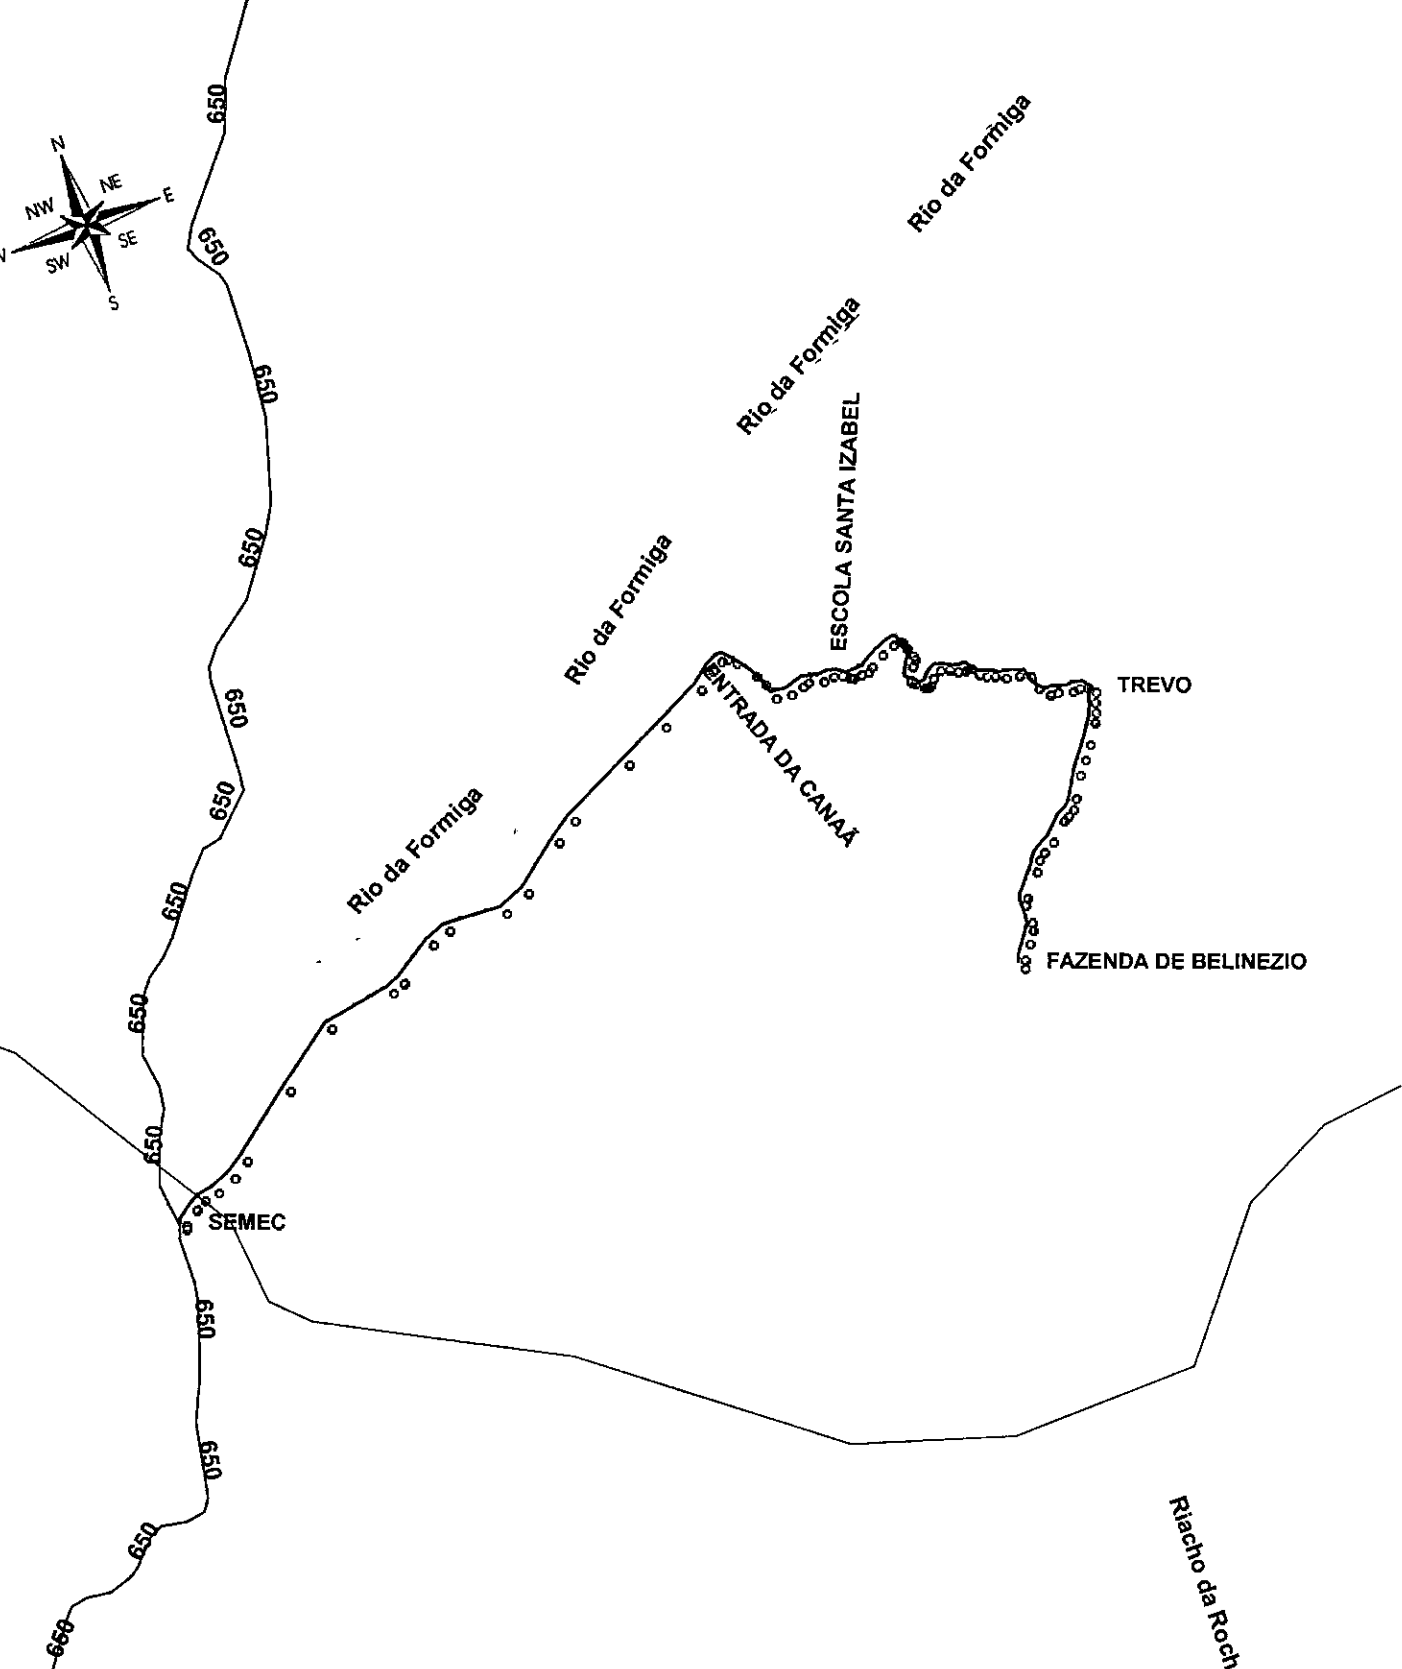 650
Rio da Formiga
N
NE
E
NW
SE
SW
S
650
Rio da Formiga
650
ESCOLA SANTA IZABEL
650
Rio da Formiga
650
ENTRADA DA CANAÃ
TREVO
650
Rio da Formiga
650
FAZENDA DE BELINEZIO
650
650
SEMEC
650
650
650
Riacho da Roch
650